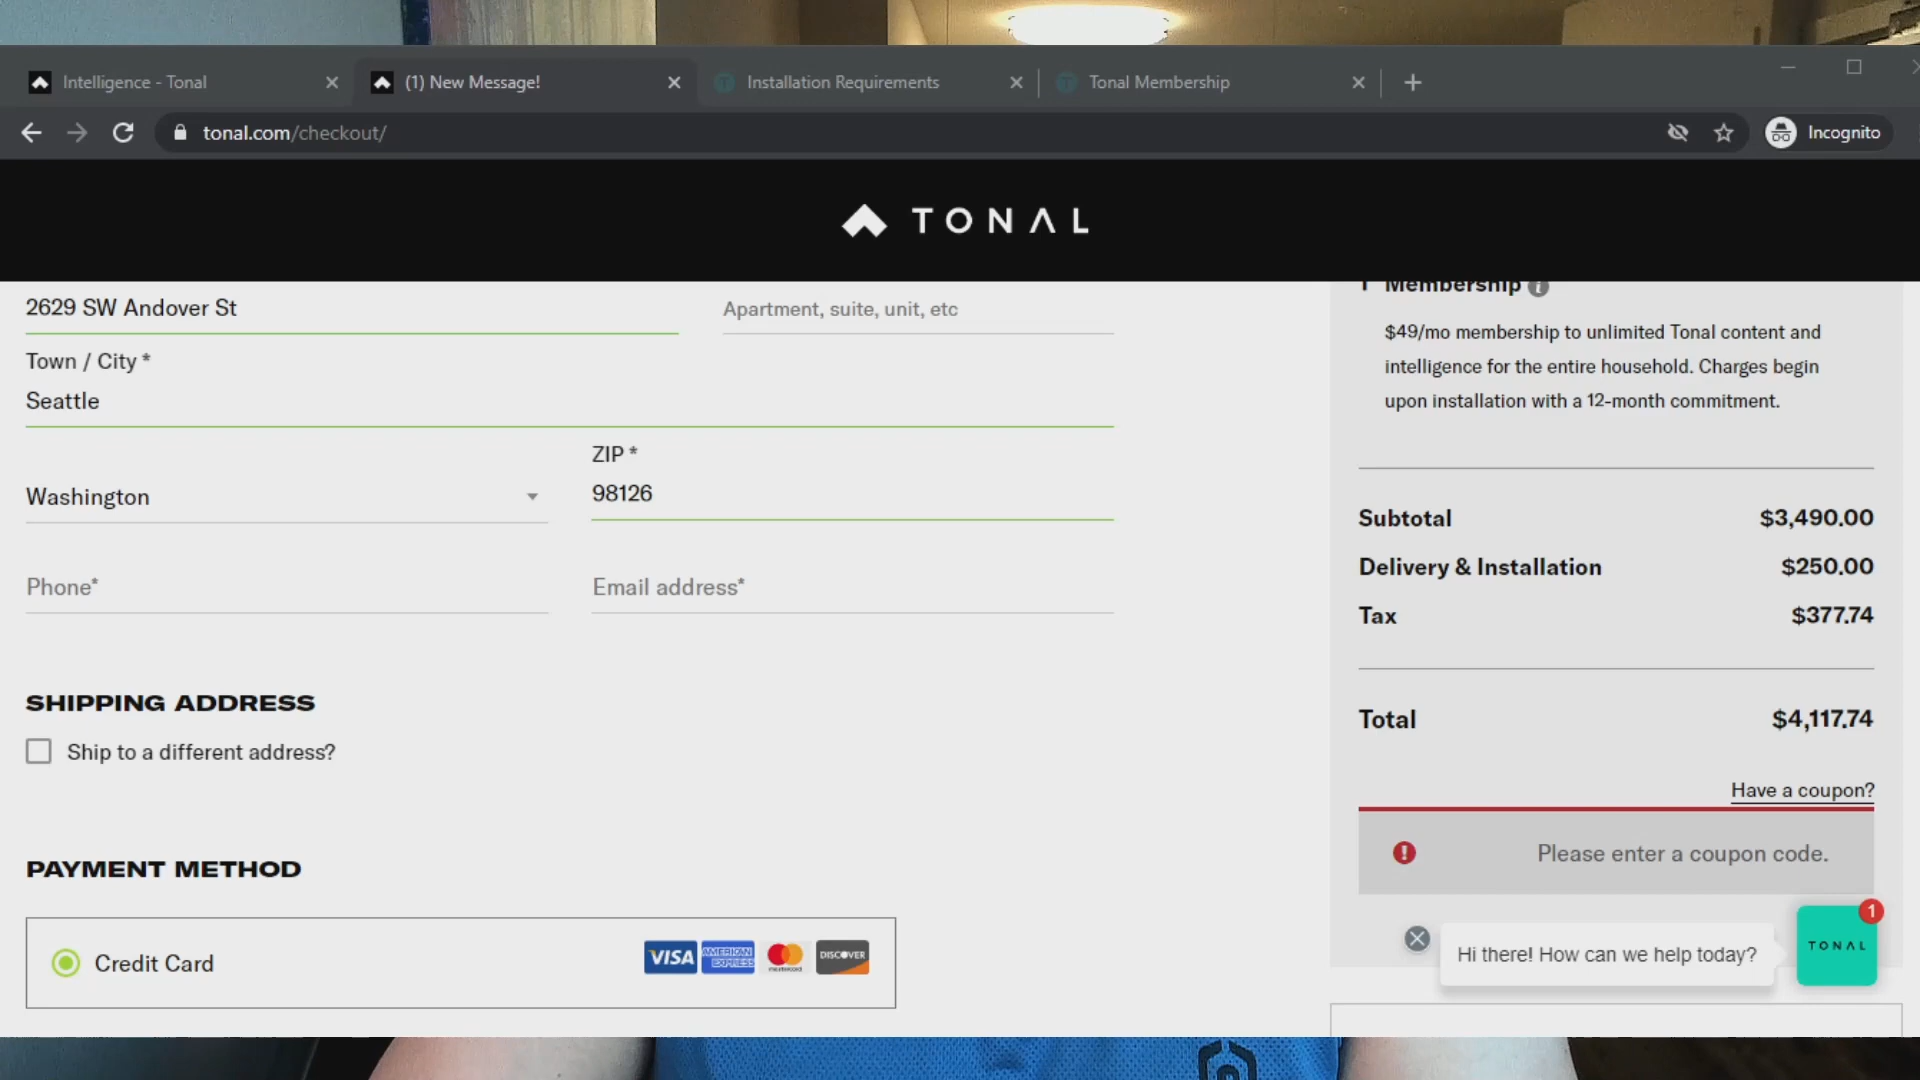 Intelligence - Tonal
(1) New Message!
Installation Requirements
Tonal Membership
tonal.com/checkout/
Incognito
TONAL
2629 SW Andover St
Apartment, suite, unit, etc
Town / City *
Seattle
Washington
ZIP *
98126
Phone*
Email address*
SHIPPING ADDRESS
Ship to a different address?
PAYMENT METHOD
Credit Card
VISA
AMERICAN EXPRESS
mastercard
DISCOVER
Membership
$49/mo membership to unlimited Tonal content and
intelligence for the entire household. Charges begin
upon installation with a 12-month commitment.
Subtotal $3,490.00
Delivery & Installation $250.00
Tax $377.74
Total $4,117.74
Have a coupon?
Please enter a coupon code.
Hi there! How can we help today?
TONAL
1